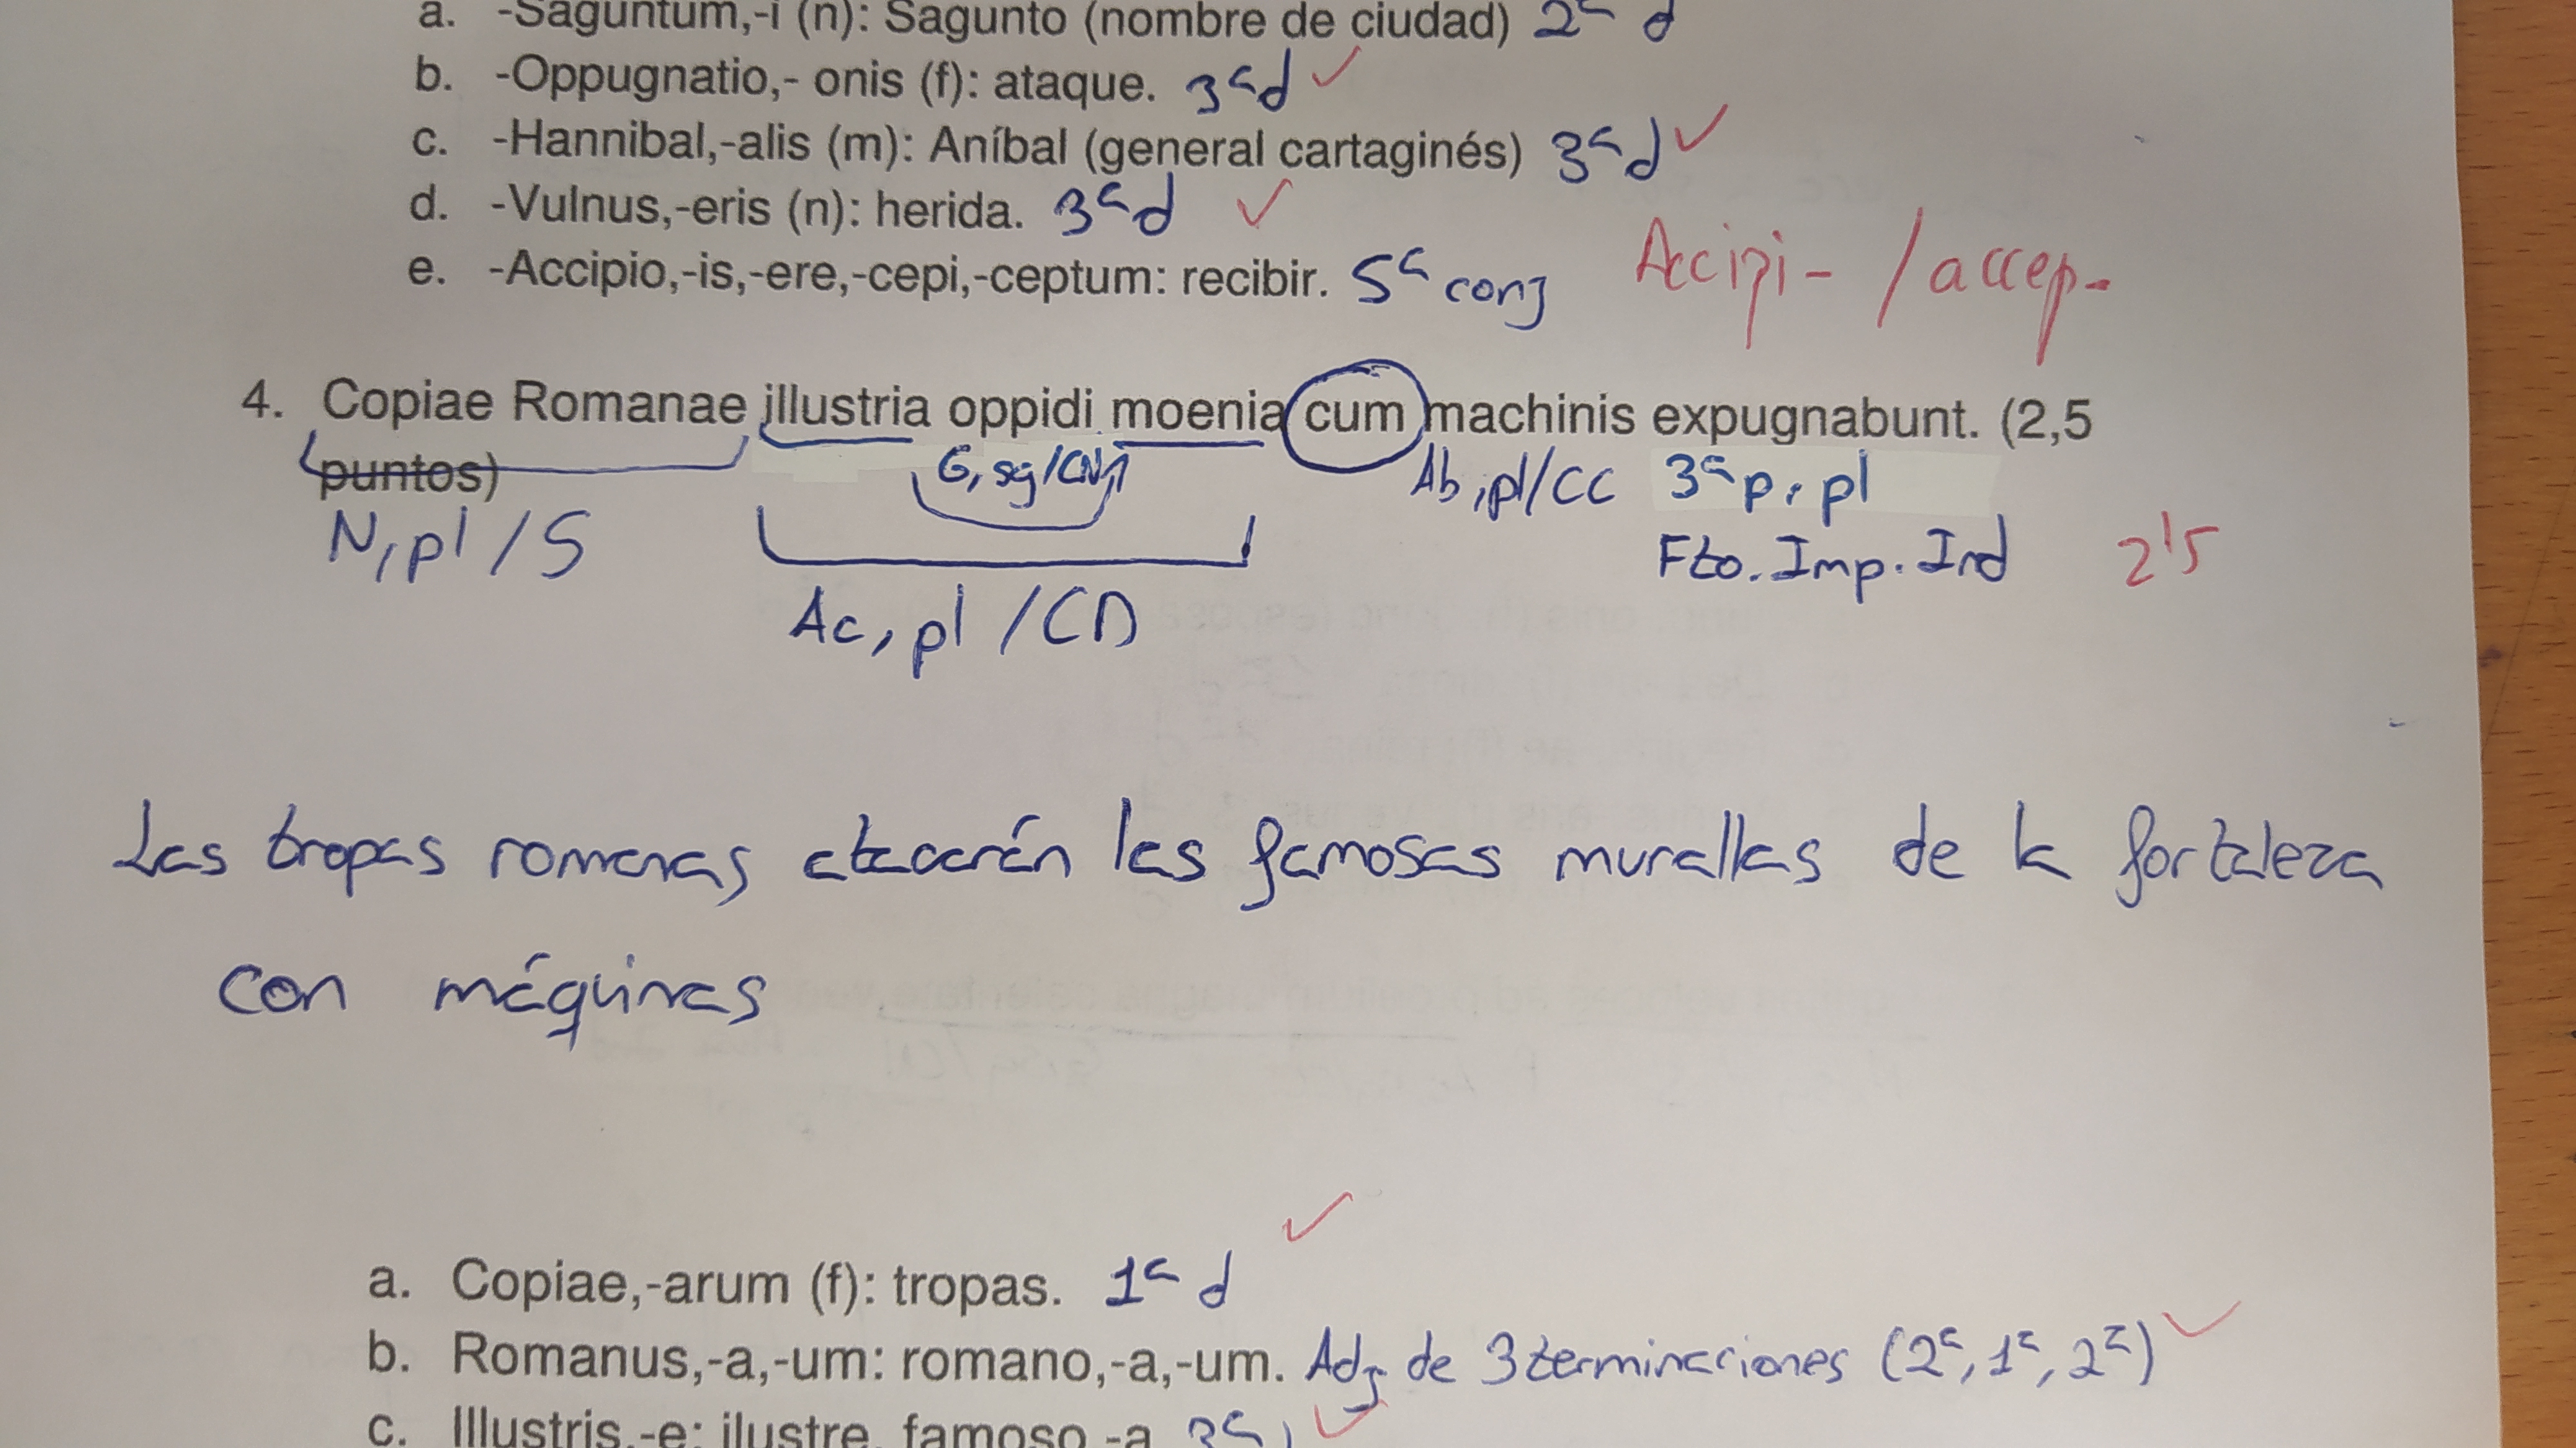 a. -Saguntum,-i (n): Sagunto (nombre de ciudad) 2ª d
b. -Oppugnatio,- onis (f): ataque. 3ª d
c. -Hannibal,-alis (m): Aníbal (general cartaginés) 3ª d
d. -Vulnus,-eris (n): herida. 3ª d
e. -Accipio,-is,-ere,-cepi,-ceptum: recibir. 5ª conj Accipi- / accep-
4. Copiae Romanae illustria oppidi moenia cum machinis expugnabunt. (2,5
puntos)
N, pl / S
G, sg / CN
Ac, pl / CD
Ab, pl / CC
3ª p, pl
Fto. Imp. Ind
2'5
Las tropas romanas atacarán las famosas murallas de la fortaleza
con máquinas
a. Copiae,-arum (f): tropas. 1ª d
b. Romanus,-a,-um: romano,-a,-um. Adj de 3 terminaciones (2ª, 1ª, 2ª)
c. Illustris,-e: ilustre, famoso -a 3ª